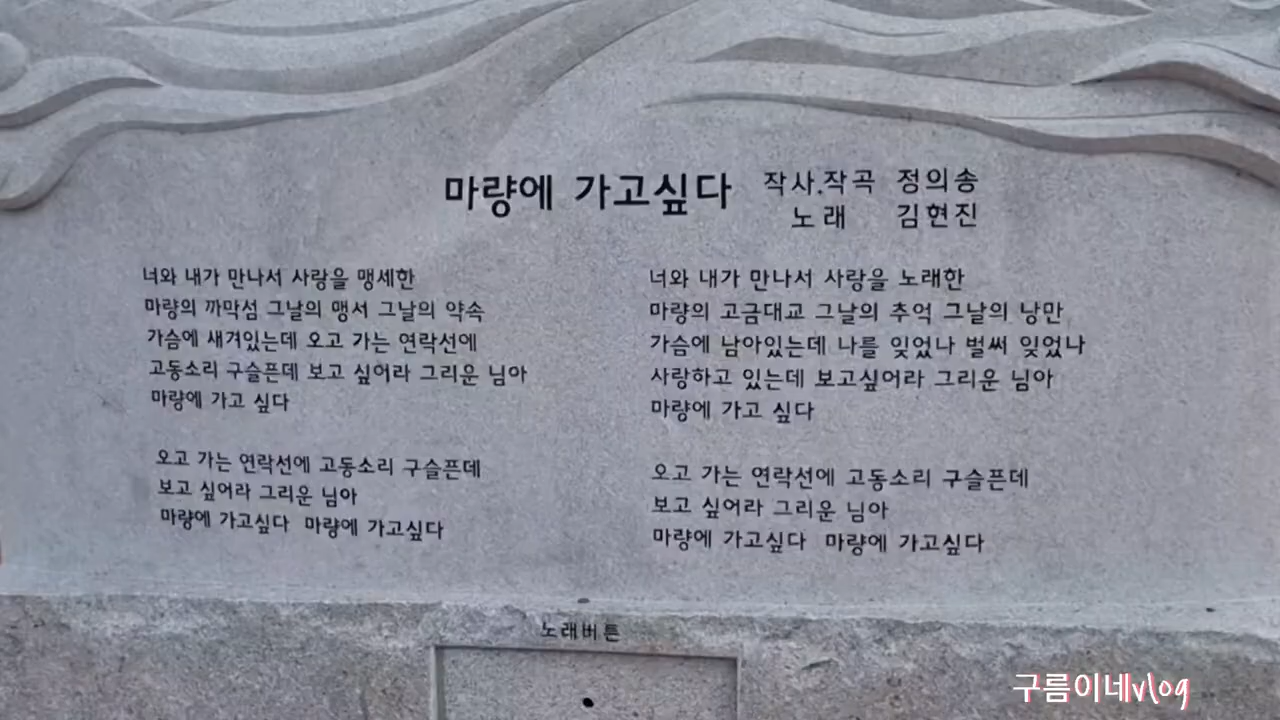 마량에 가고싶다
작사.작곡 정의송
노래 김현진
너와 내가 만나서 사랑을 맹세한
마량의 까막섬 그날의 맹서 그날의 약속
가슴에 새겨있는데 오고 가는 연락선에
고동소리 구슬픈데 보고 싶어라 그리운 님아
마량에 가고 싶다
오고 가는 연락선에 고동소리 구슬픈데
보고 싶어라 그리운 님아
마량에 가고싶다 마량에 가고싶다
너와 내가 만나서 사랑을 노래한
마량의 고금대교 그날의 추억 그날의 낭만
가슴에 남아있는데 나를 잊었나 벌써 잊었나
사랑하고 있는데 보고싶어라 그리운 님아
마량에 가고 싶다
오고 가는 연락선에 고동소리 구슬픈데
보고 싶어라 그리운 님아
마량에 가고싶다 마량에 가고싶다
노래버튼
구름이네vlog